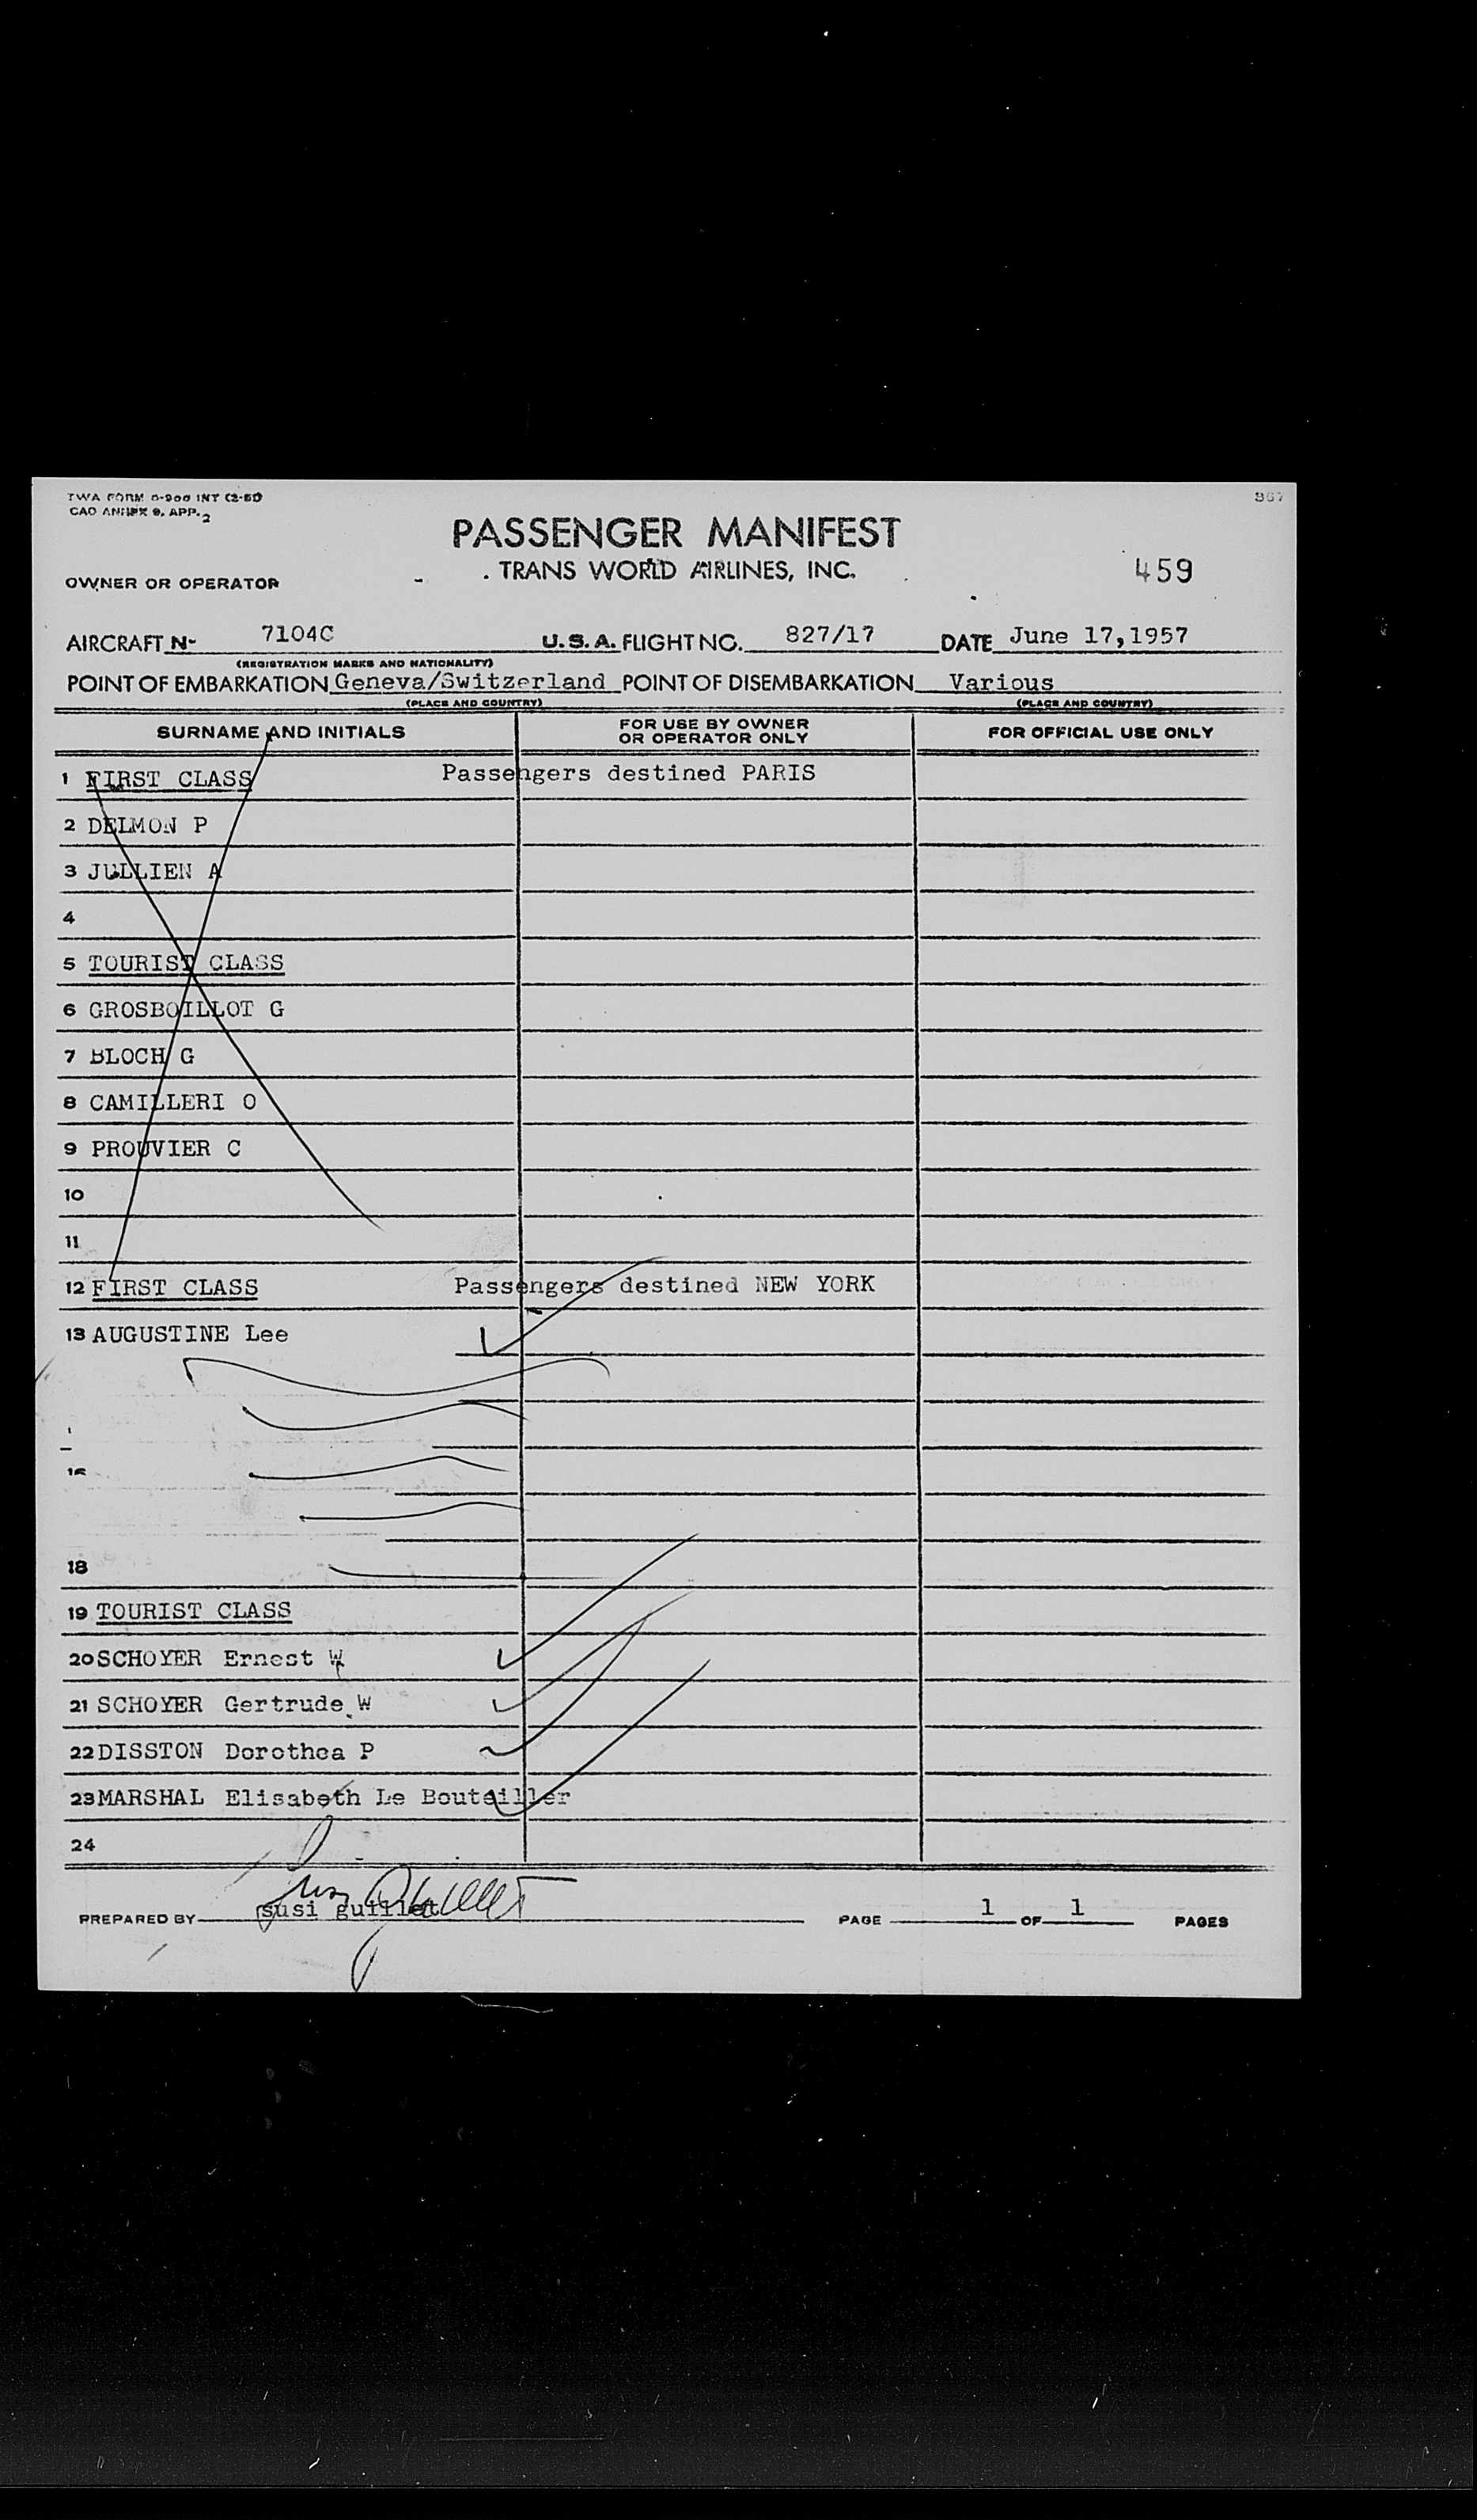 TWA FORM 0-900 INT
CAO ANNEX 9, APP. 2
PASSENGER MANIFEST
TRANS WORLD AIRLINES, INC.
459
OWNER OR OPERATOR
AIRCRAFT N- 7104C U.S.A. FLIGHT NO. 827/17 DATE June 17,1957
(REGISTRATION MARKS AND NATIONALITY)
POINT OF EMBARKATION Geneva/Switzerland POINT OF DISEMBARKATION Various
(PLACE AND COUNTRY) (PLACE AND COUNTRY)
SURNAME AND INITIALS FOR USE BY OWNER OR OPERATOR ONLY FOR OFFICIAL USE ONLY
1 FIRST CLASS Passengers destined PARIS
2 DELMON P
3 JULLIEN A
4
5 TOURIST CLASS
6 GROSBOILLOT G
7 BLOCH G
8 CAMILLERI O
9 PROUVIER C
10
11
12 FIRST CLASS Passengers destined NEW YORK
13 AUGUSTINE Lee
18
19 TOURIST CLASS
20 SCHOYER Ernest W
21 SCHOYER Gertrude W
22 DISSTON Dorothea P
23 MARSHAL Elisabeth Le Bouteiller
24
PREPARED BY susi guillet PAGE 1 OF 1 PAGES